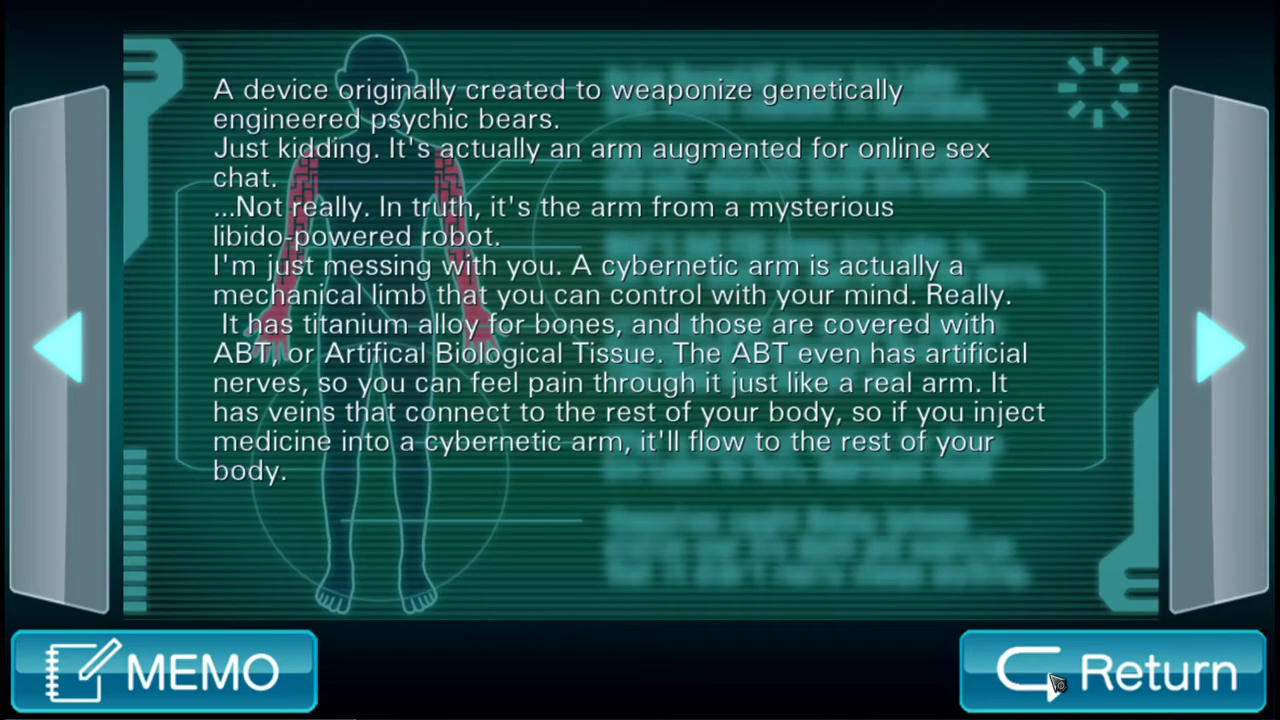 A device originally created to weaponize genetically
engineered psychic bears.
Just kidding. It's actually an arm augmented for online sex
chat.
...Not really. In truth, it's the arm from a mysterious
libido-powered robot.
I'm just messing with you. A cybernetic arm is actually a
mechanical limb that you can control with your mind. Really.
It has titanium alloy for bones, and those are covered with
ABT, or Artifical Biological Tissue. The ABT even has artificial
nerves, so you can feel pain through it just like a real arm. It
has veins that connect to the rest of your body, so if you inject
medicine into a cybernetic arm, it'll flow to the rest of your
body.
MEMO
Return